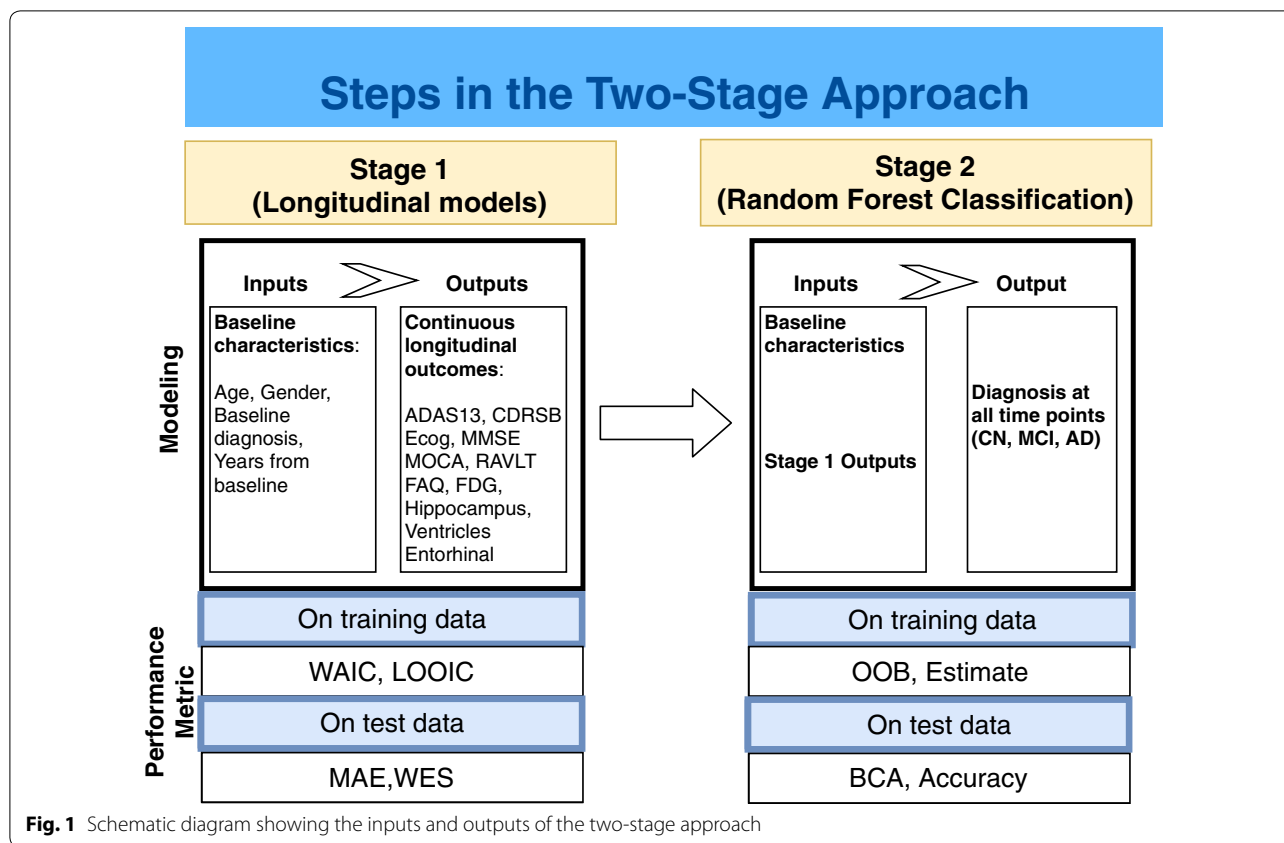 Steps in the Two-Stage Approach
Stage 1
(Longitudinal models)
Modeling
Inputs
Outputs
Baseline
characteristics:
Age, Gender,
Baseline
diagnosis,
Years from
baseline
Continuous
longitudinal
outcomes:
ADAS13, CDRSB
Ecog, MMSE
MOCA, RAVLT
FAQ, FDG,
Hippocampus,
Ventricles
Entorhinal
Performance
Metric
On training data
WAIC, LOOIC
On test data
MAE,WES
Stage 2
(Random Forest Classification)
Inputs
Output
Baseline
characteristics
Stage 1 Outputs
Diagnosis at
all time points
(CN, MCI, AD)
On training data
OOB, Estimate
On test data
BCA, Accuracy
Fig. 1 Schematic diagram showing the inputs and outputs of the two-stage approach